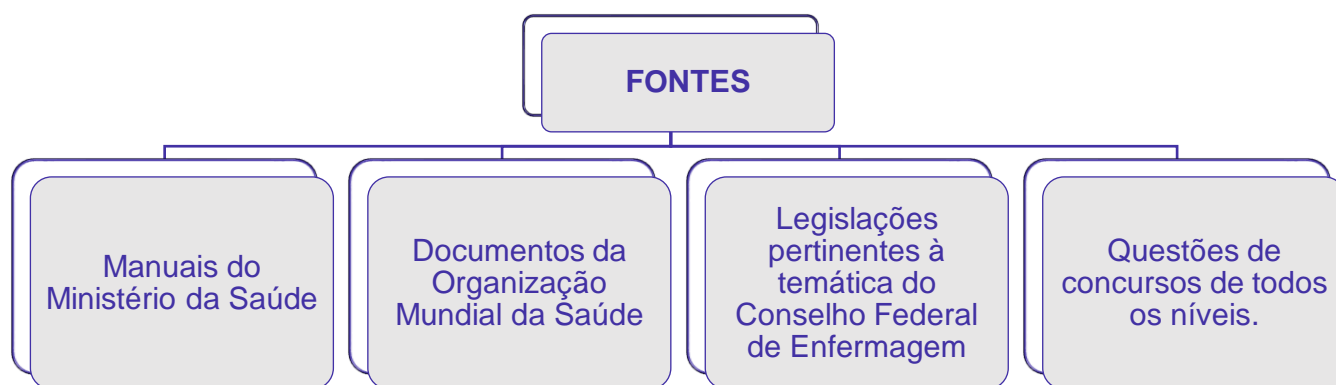 FONTES
Manuais do
Ministério da Saúde
Documentos da
Organização
Mundial da Saúde
Legislações
pertinentes à
temática do
Conselho Federal
de Enfermagem
Questões de
concursos de todos
os níveis.